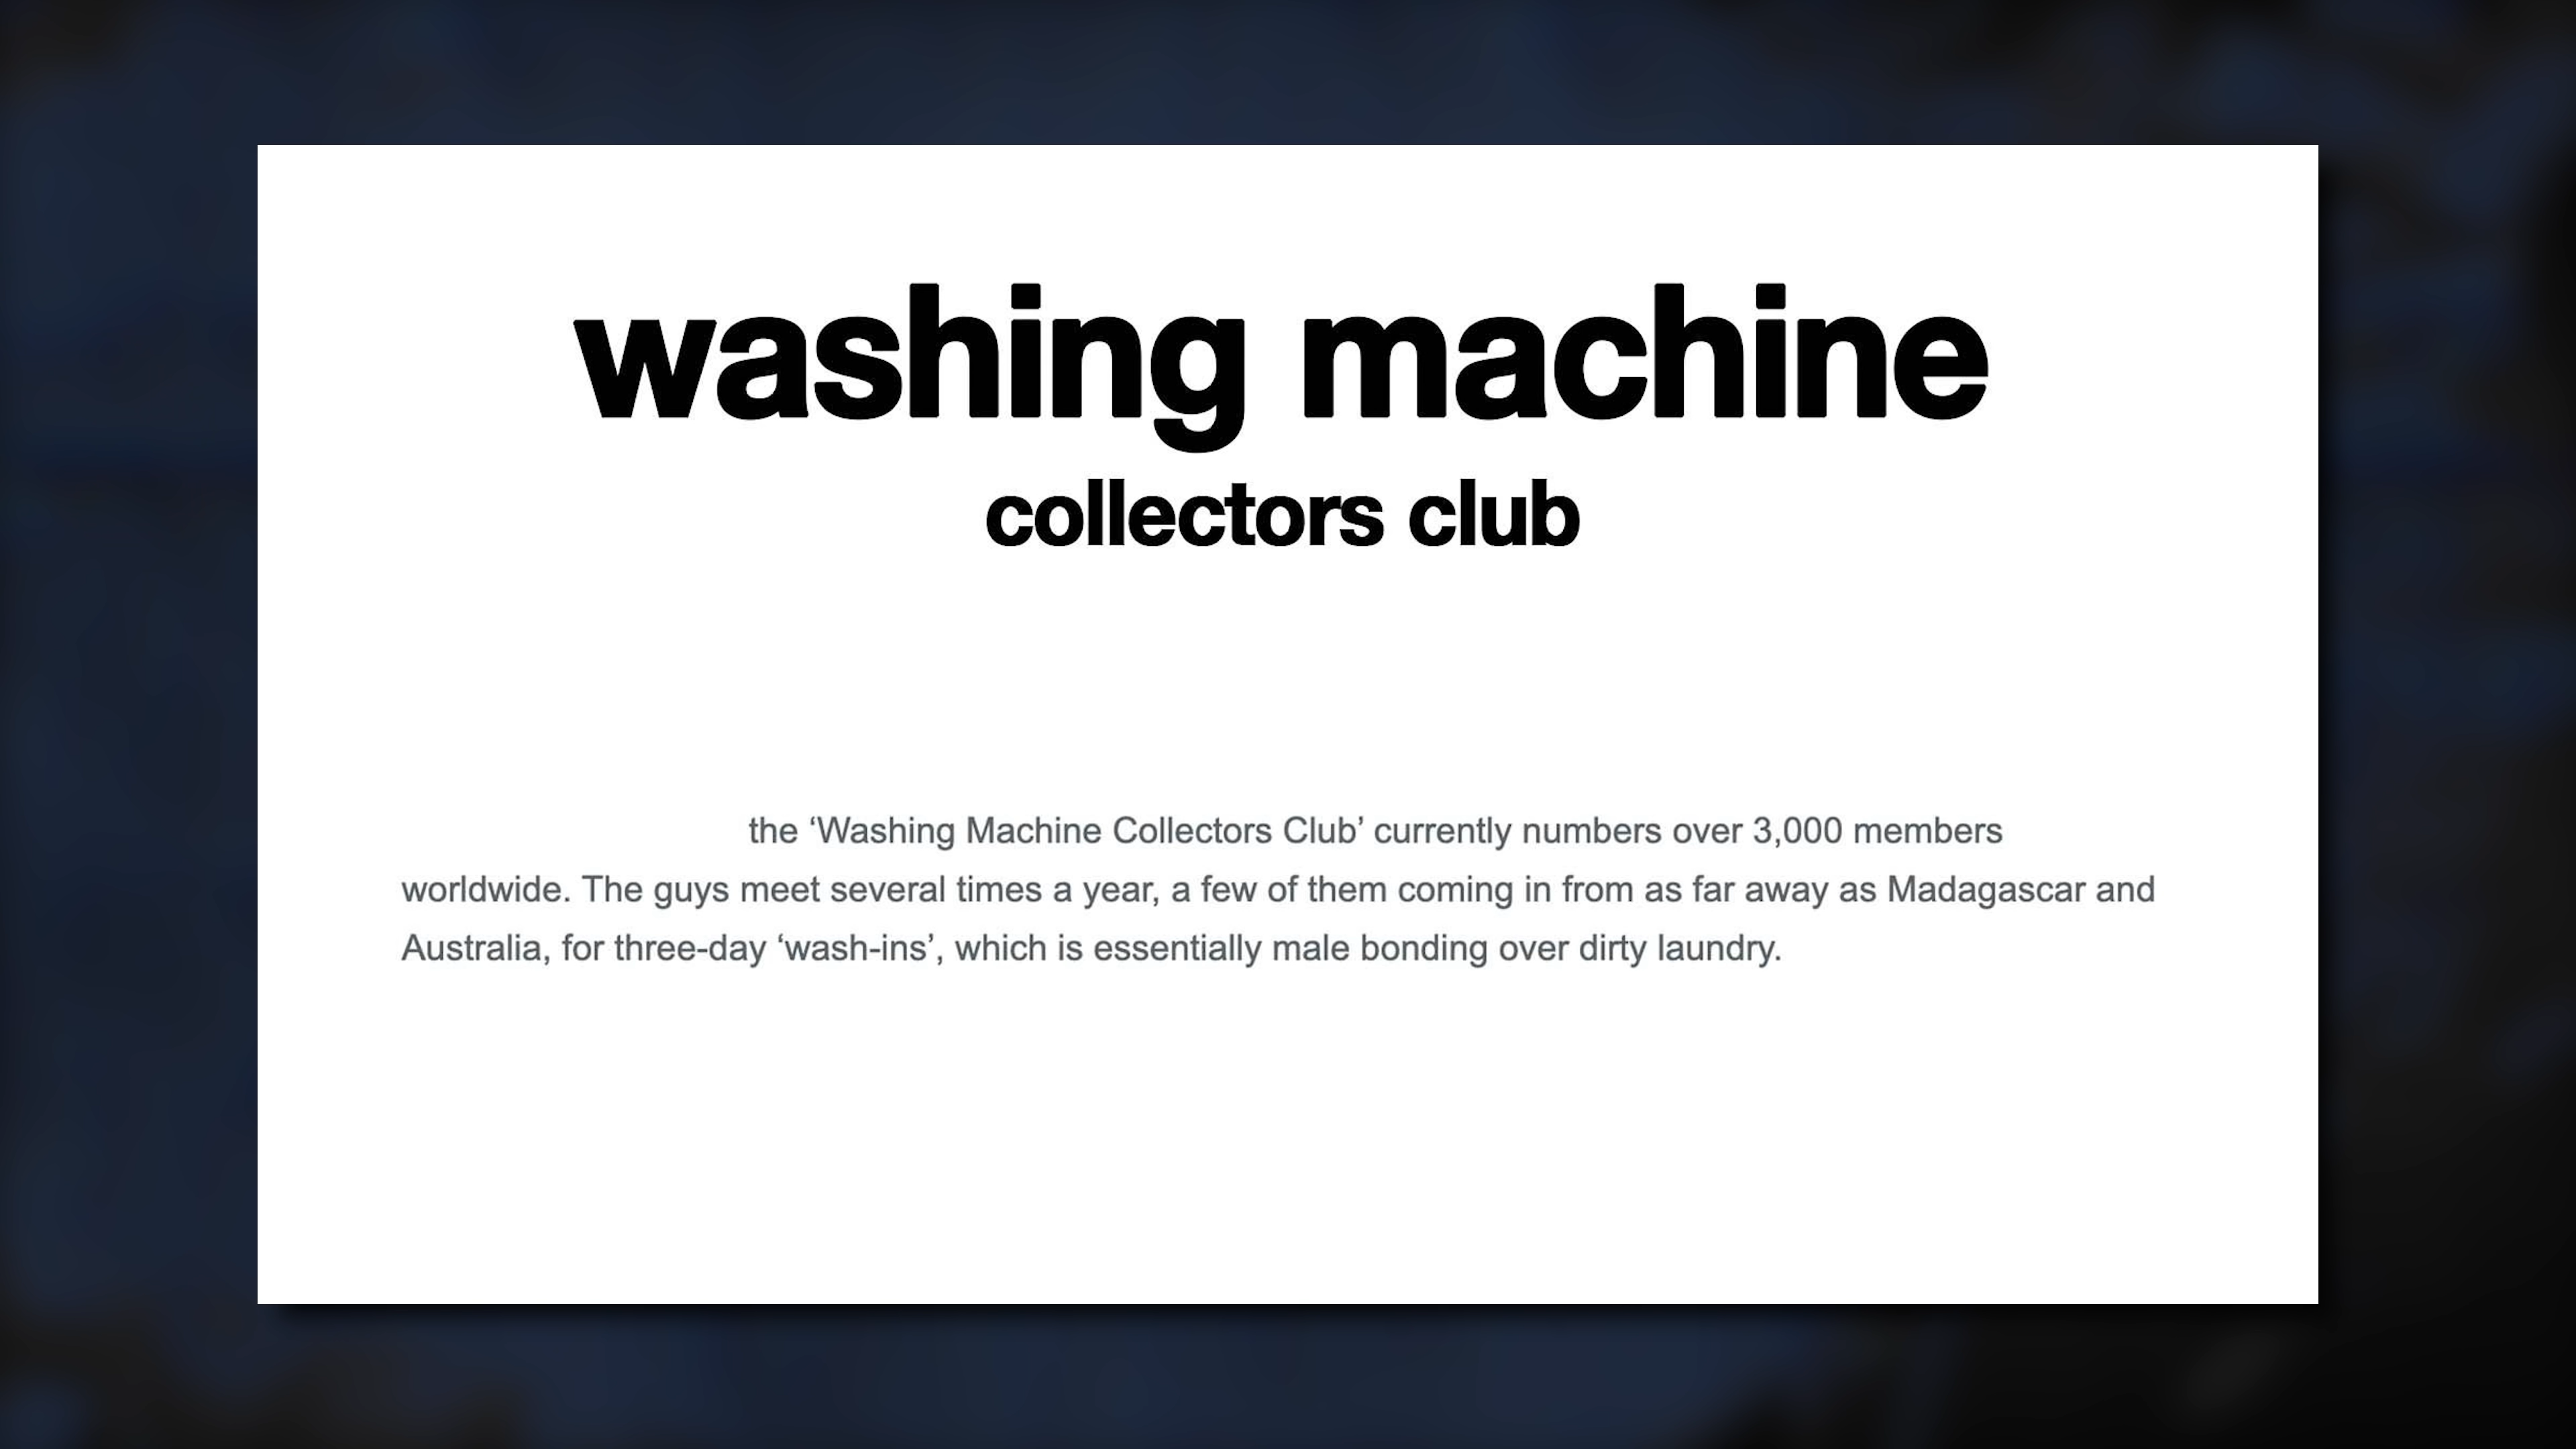 washing machine
collectors club
the ‘Washing Machine Collectors Club’ currently numbers over 3,000 members
worldwide. The guys meet several times a year, a few of them coming in from as far away as Madagascar and
Australia, for three-day ‘wash-ins’, which is essentially male bonding over dirty laundry.